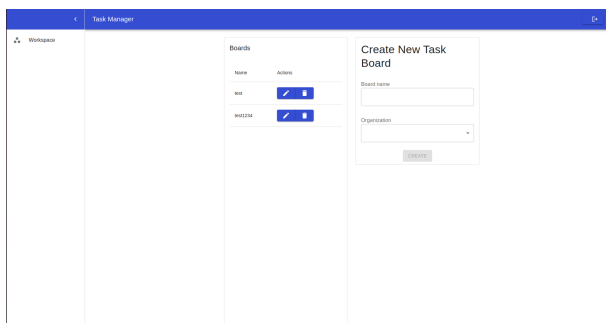 Task Manager
Workspace
Boards
Name Actions
test
test1234
Create New Task
Board
Board name
Organization
CREATE